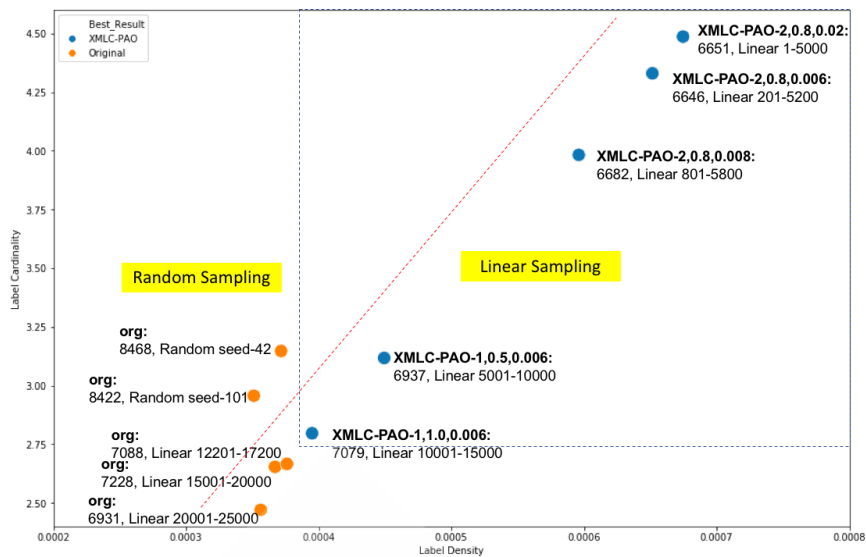 Best_Result
XMLC-PAO
Original
4.50
4.25
4.00
3.75
3.50
3.25
3.00
2.75
2.50
Label Cardinality
XMLC-PAO-2,0.8,0.02:
6651, Linear 1-5000
XMLC-PAO-2,0.8,0.006:
6646, Linear 201-5200
XMLC-PAO-2,0.8,0.008:
6682, Linear 801-5800
Random Sampling
Linear Sampling
org:
8468, Random seed-42
org:
8422, Random seed-101
XMLC-PAO-1,0.5,0.006:
6937, Linear 5001-10000
org:
7088, Linear 12201-17200
XMLC-PAO-1,1.0,0.006:
7079, Linear 10001-15000
org:
7228, Linear 15001-20000
org:
6931, Linear 20001-25000
0.0002
0.0003
0.0004
0.0005
0.0006
0.0007
0.0008
Label Density